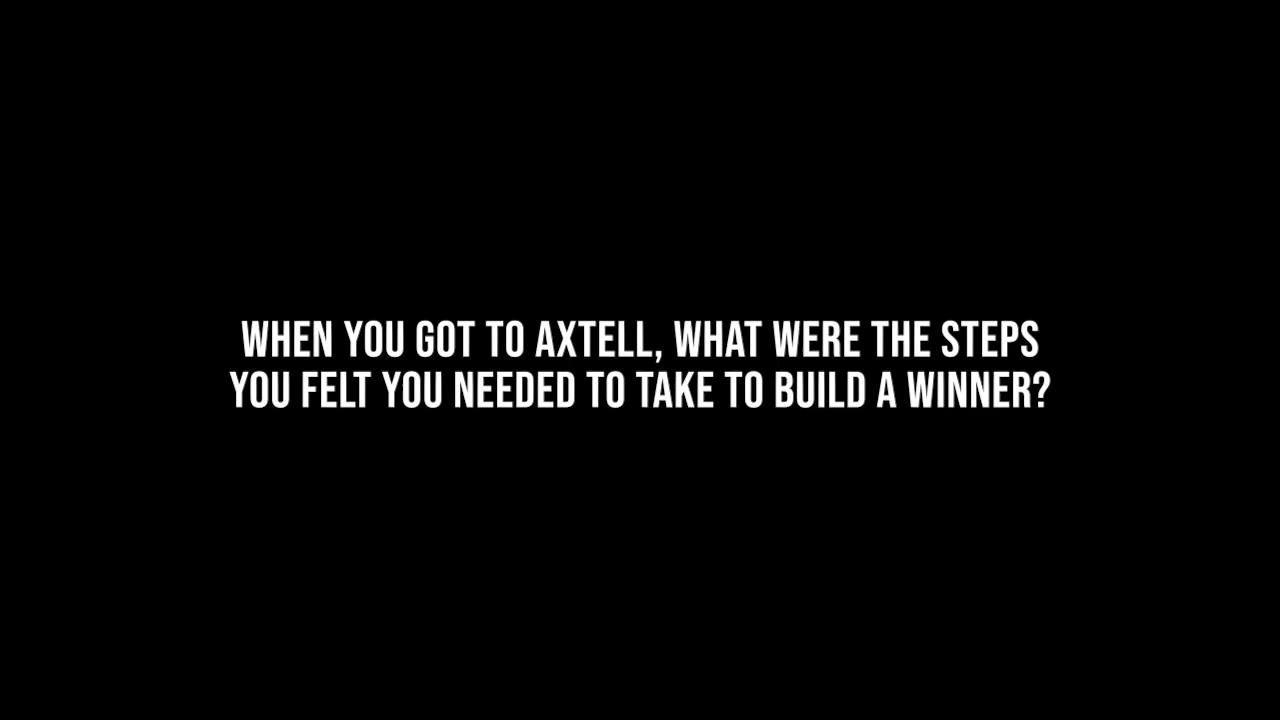 WHEN YOU GOT TO AXTELL, WHAT WERE THE STEPS
YOU FELT YOU NEEDED TO TAKE TO BUILD A WINNER?